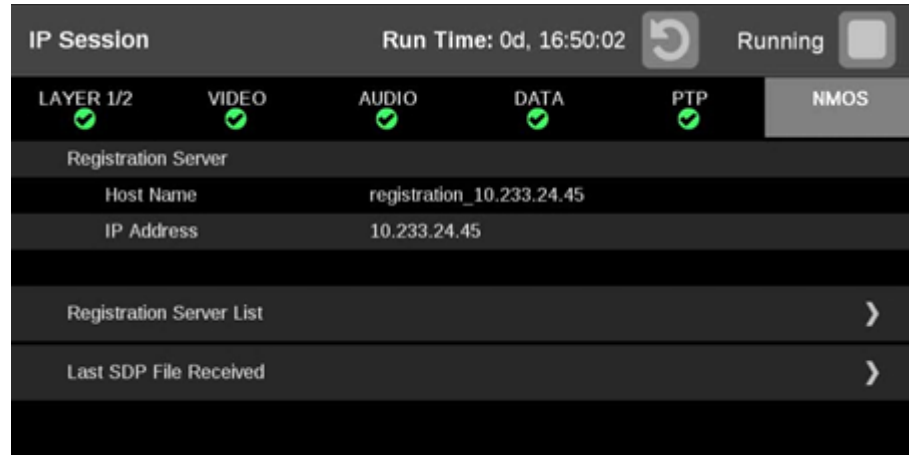 IP Session Run Time: 0d, 16:50:02 Running
LAYER 1/2 VIDEO AUDIO DATA PTP NMOS
Registration Server
Host Name registration_10.233.24.45
IP Address 10.233.24.45
Registration Server List
Last SDP File Received